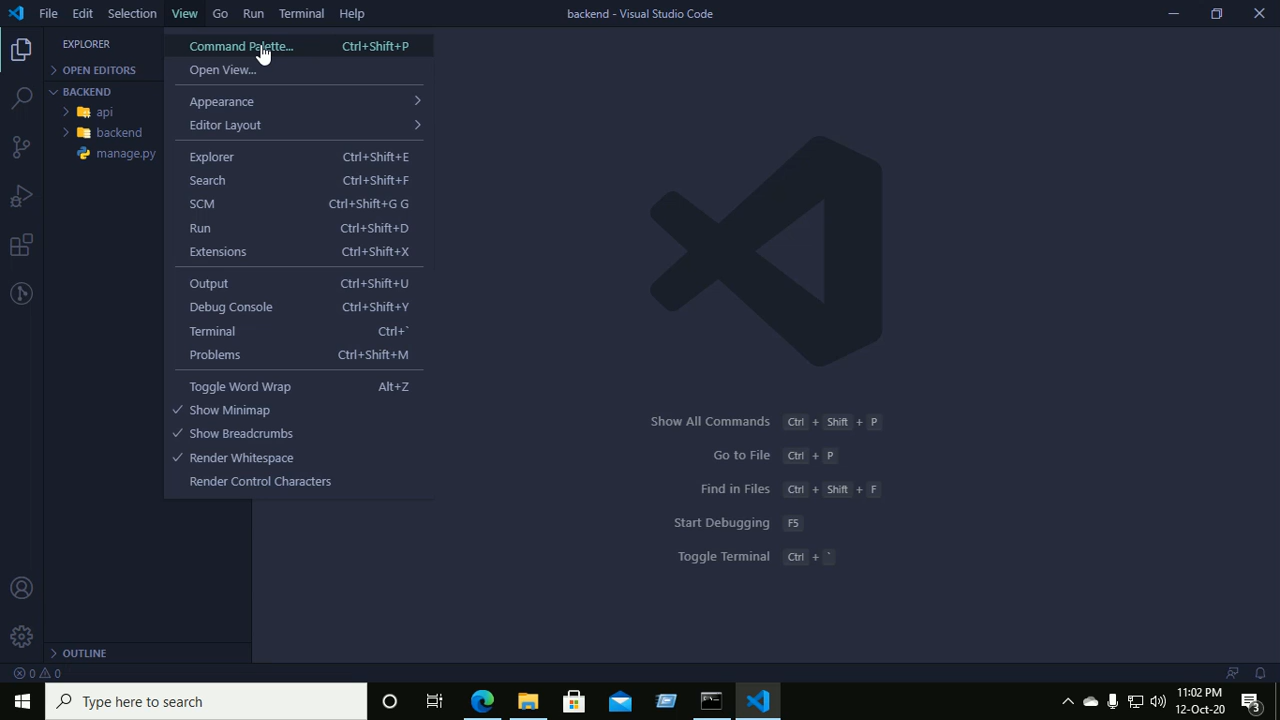 File Edit Selection View Go Run Terminal Help backend - Visual Studio Code
EXPLORER
OPEN EDITORS
BACKEND
api
backend
manage.py
OUTLINE
Command Palette... Ctrl+Shift+P
Open View...
Appearance
Editor Layout
Explorer Ctrl+Shift+E
Search Ctrl+Shift+F
SCM Ctrl+Shift+G G
Run Ctrl+Shift+D
Extensions Ctrl+Shift+X
Output Ctrl+Shift+U
Debug Console Ctrl+Shift+Y
Terminal Ctrl+`
Problems Ctrl+Shift+M
Toggle Word Wrap Alt+Z
Show Minimap
Show Breadcrumbs
Render Whitespace
Render Control Characters
Show All Commands Ctrl + Shift + P
Go to File Ctrl + P
Find in Files Ctrl + Shift + F
Start Debugging F5
Toggle Terminal Ctrl + `
0 0
Type here to search
11:02 PM
12-Oct-20
3